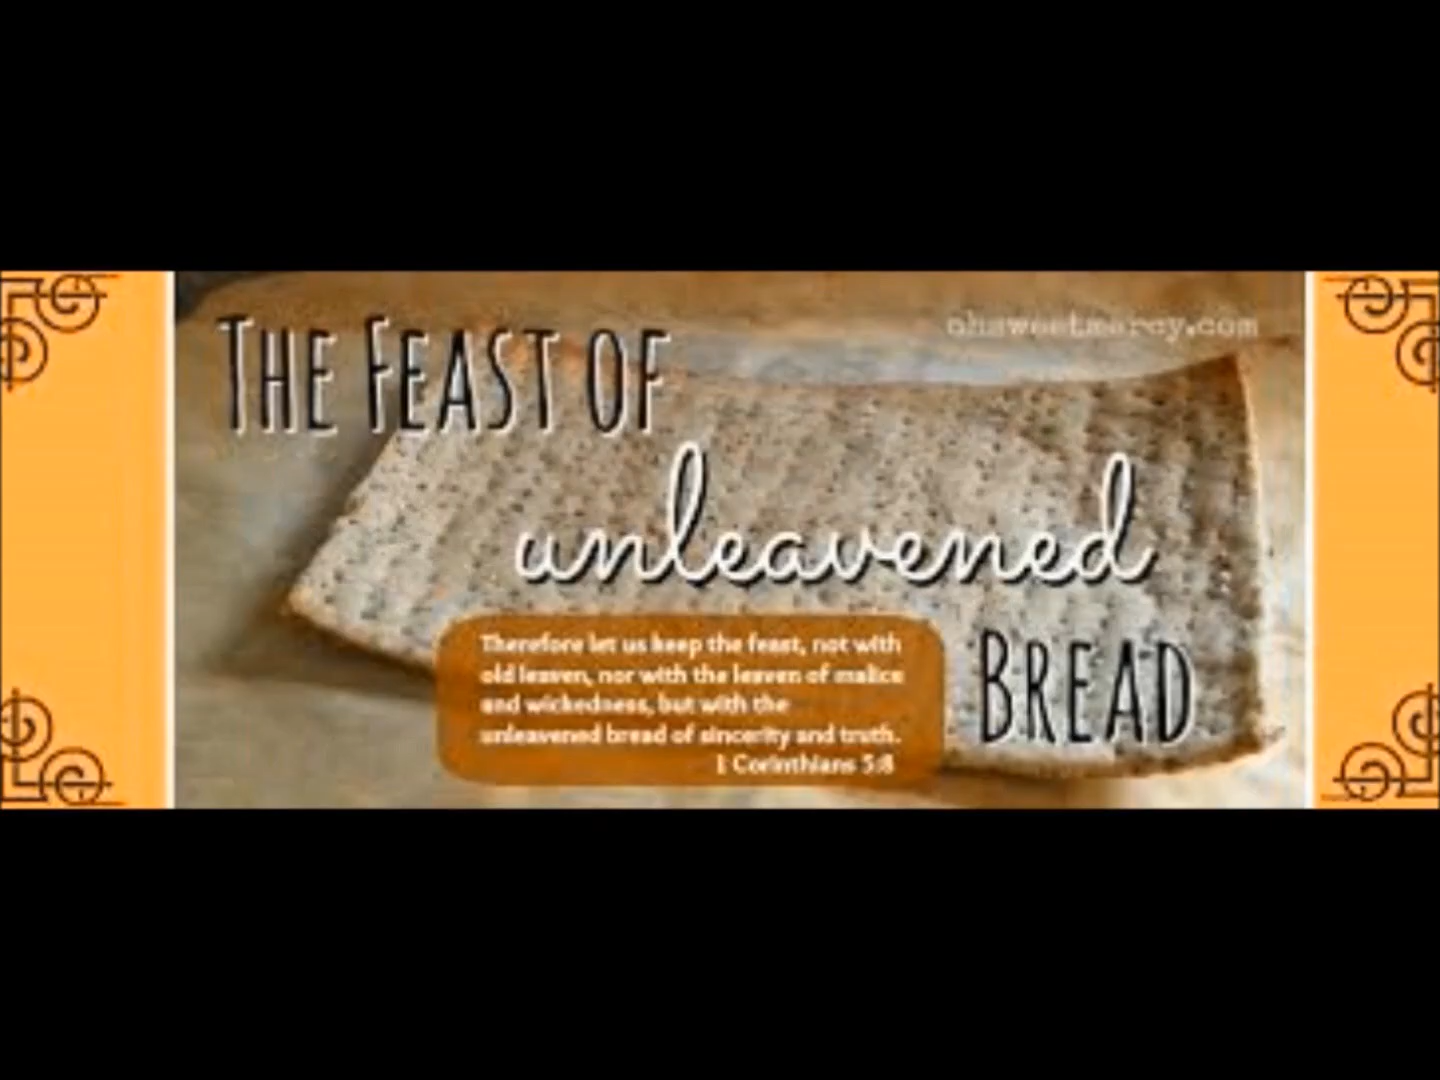 ohsweetmercy.com
THE FEAST OF
unleavened
BREAD
Therefore let us keep the feast, not with
old leaven, nor with the leaven of malice
and wickedness, but with the
unleavened bread of sincerity and truth.
1 Corinthians 5:8